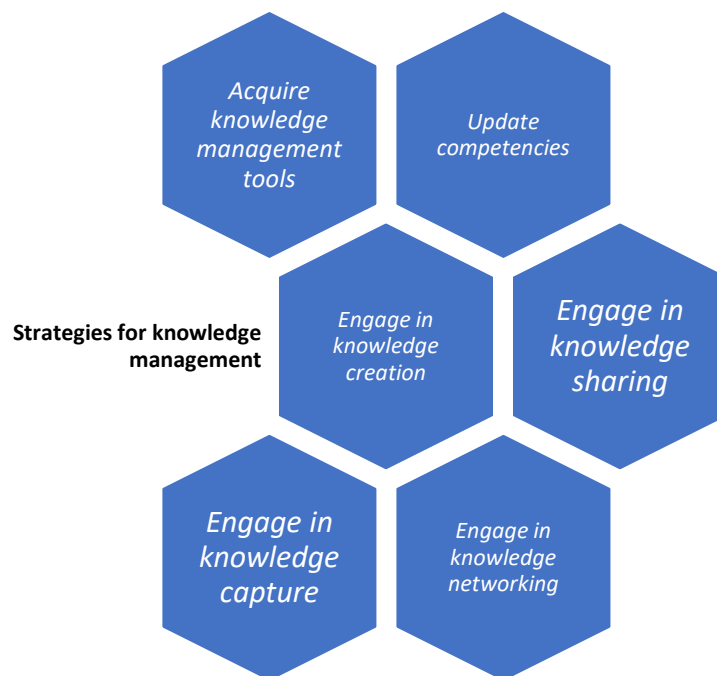 Acquire
knowledge
management
tools
Update
competencies
Strategies for knowledge
management
Engage in
knowledge
creation
Engage in
knowledge
sharing
Engage in
knowledge
capture
Engage in
knowledge
networking